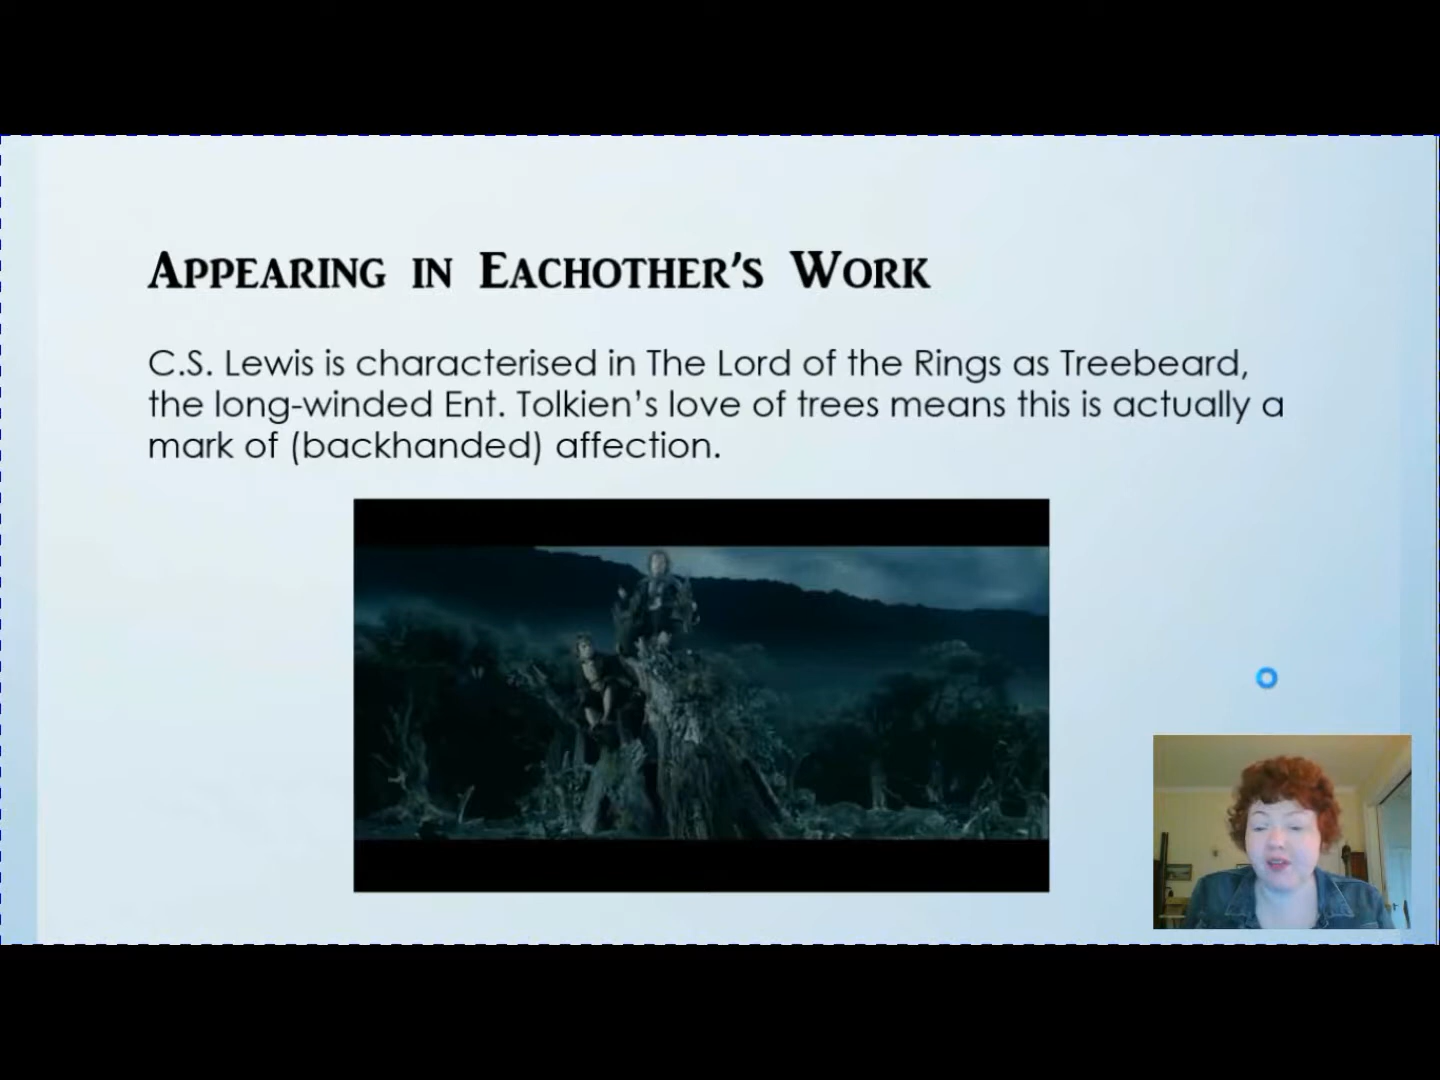 Appearing in Eachother's Work
C.S. Lewis is characterised in The Lord of the Rings as Treebeard,
the long-winded Ent. Tolkien's love of trees means this is actually a
mark of (backhanded) affection.